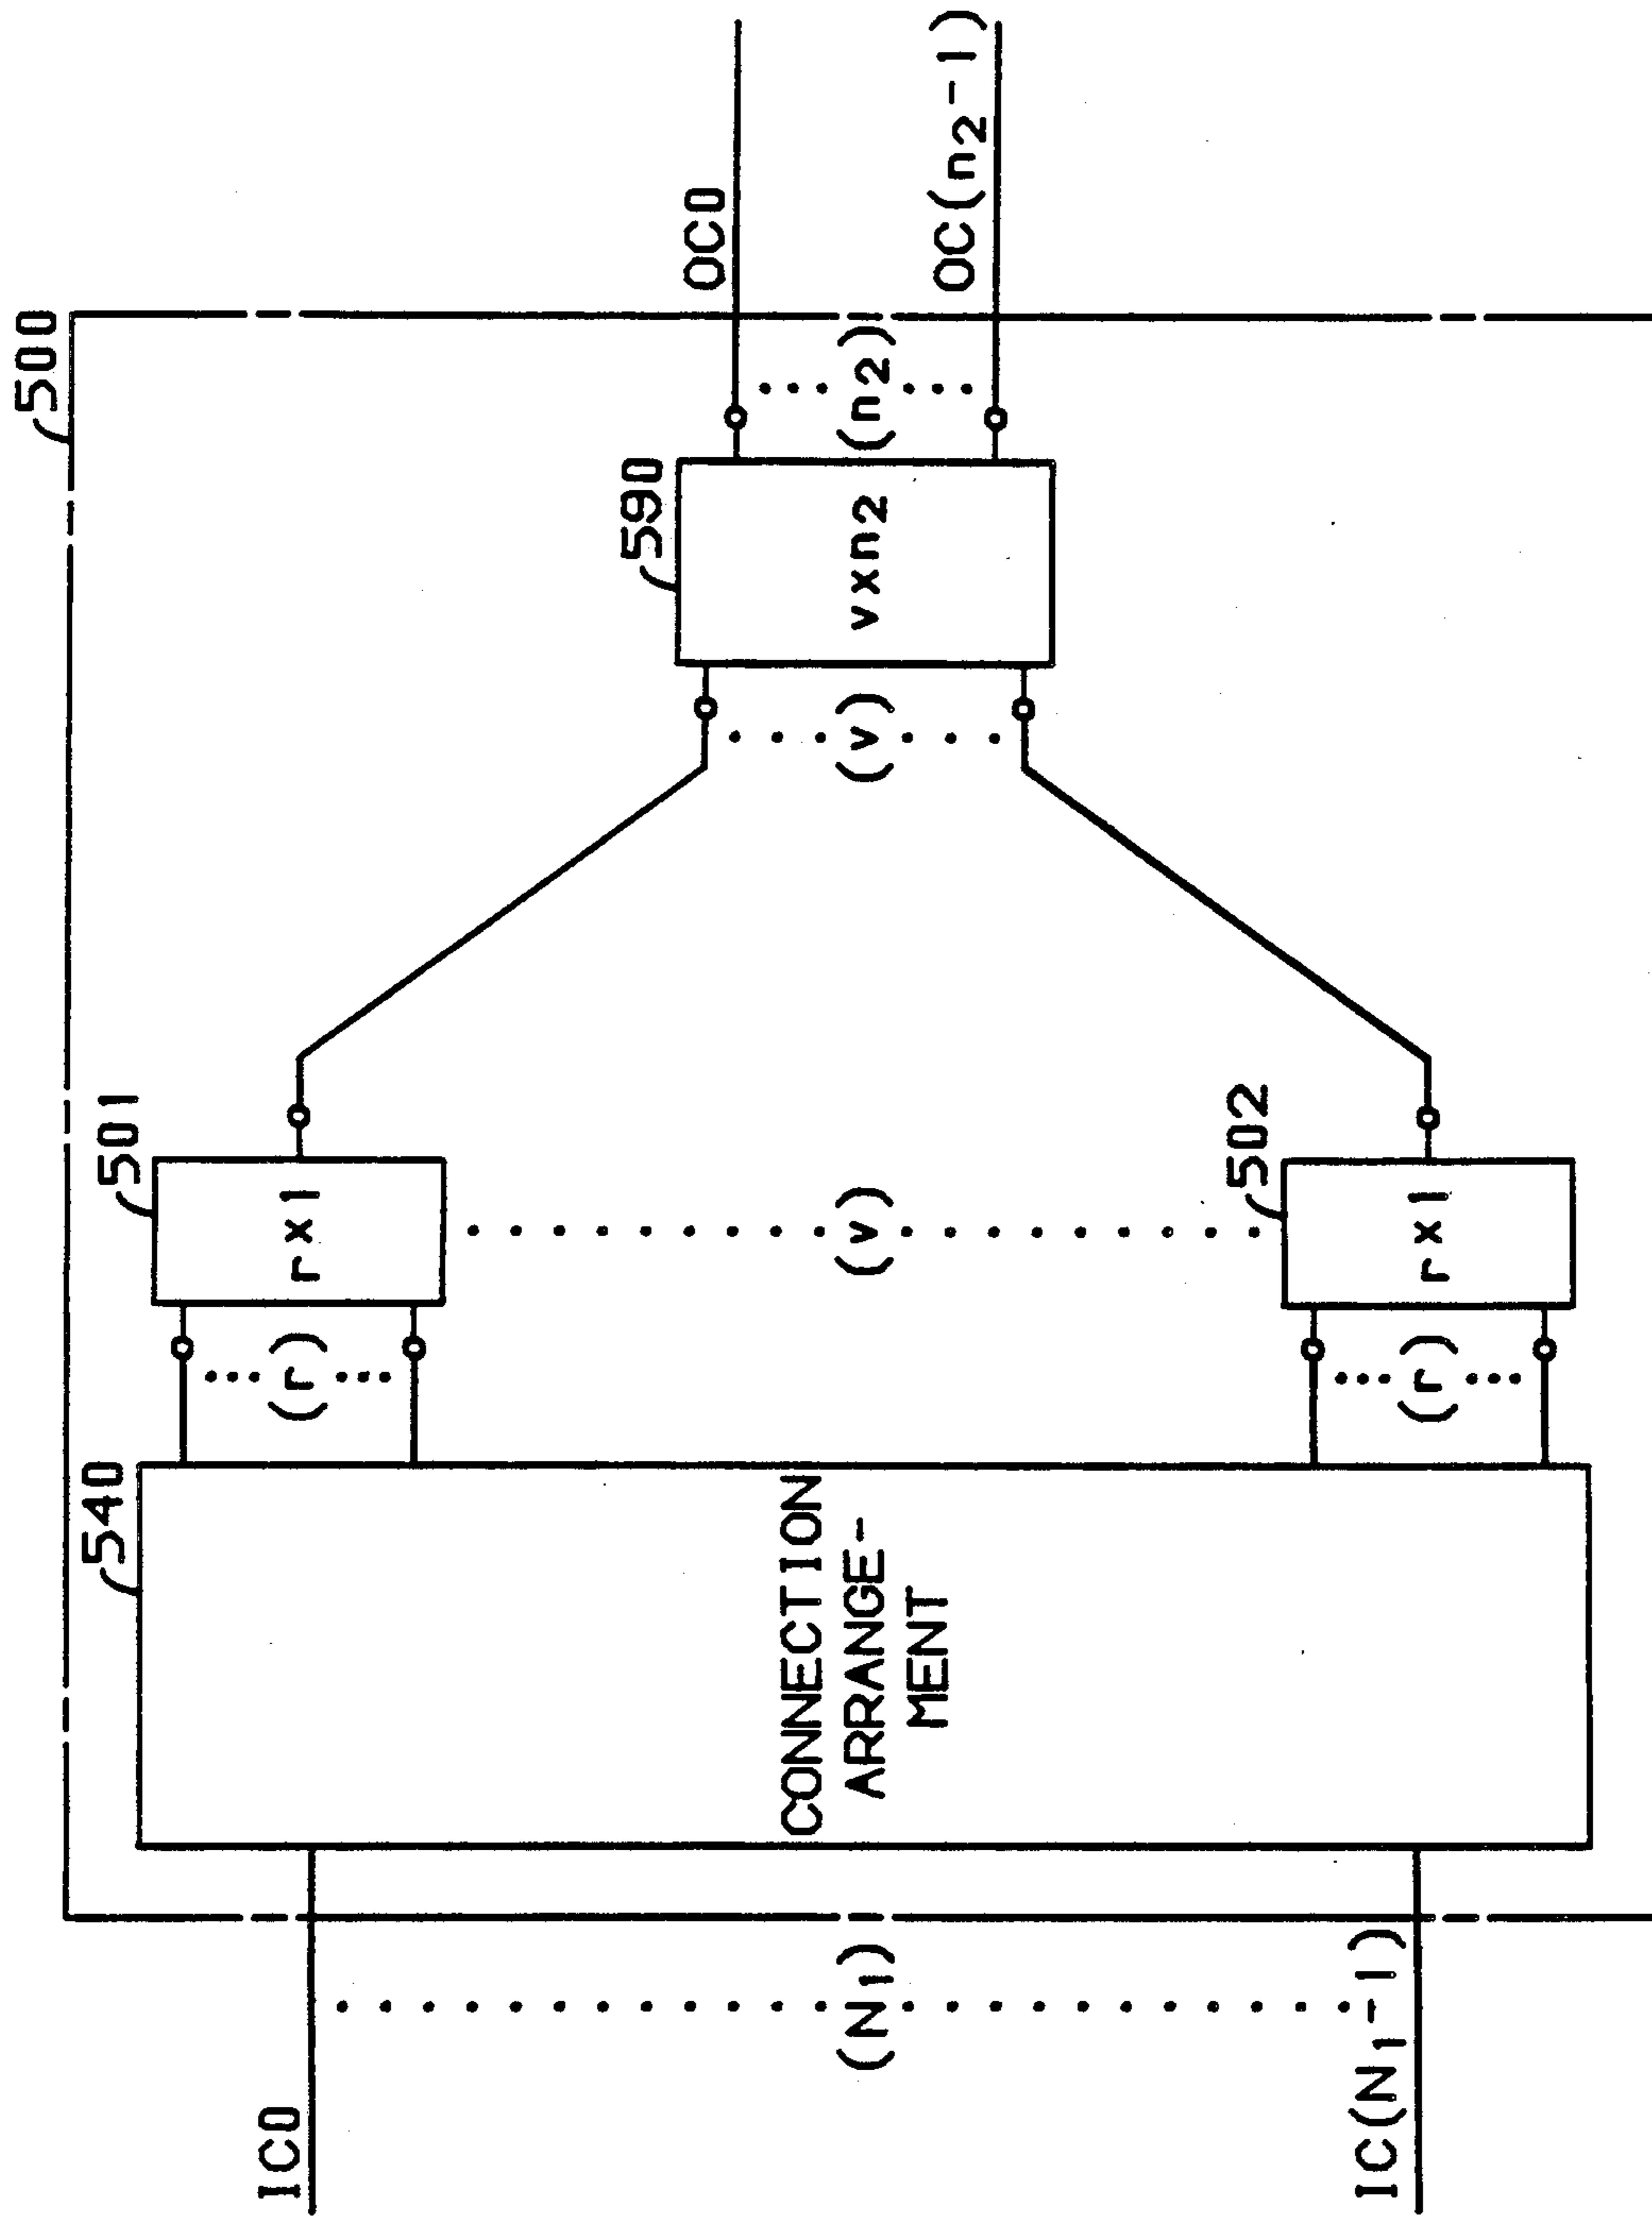 500
540
501
590
IC0
(r)
rx1
OC0
(N1)
CONNECTION
ARRANGE-
MENT
(v)
(v)
vxn2
(n2)
OC(n2-1)
502
IC(N1-1)
(r)
rx1